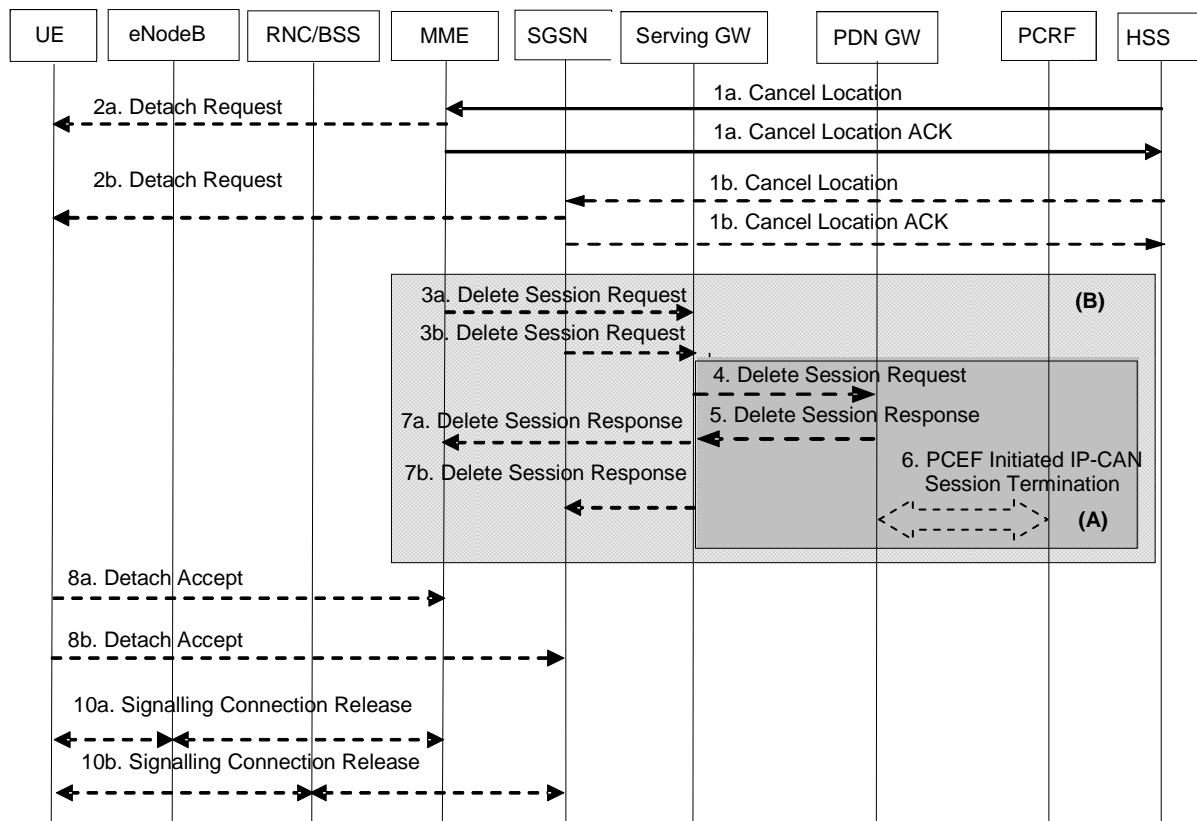 UE
eNodeB
RNC/BSS
MME
SGSN
Serving GW
PDN GW
PCRF
HSS
1a. Cancel Location
2a. Detach Request
1a. Cancel Location ACK
2b. Detach Request
1b. Cancel Location
1b. Cancel Location ACK
3a. Delete Session Request
(B)
3b. Delete Session Request
4. Delete Session Request
7a. Delete Session Response
5. Delete Session Response
7b. Delete Session Response
6. PCEF Initiated IP-CAN
Session Termination
(A)
8a. Detach Accept
8b. Detach Accept
10a. Signalling Connection Release
10b. Signalling Connection Release